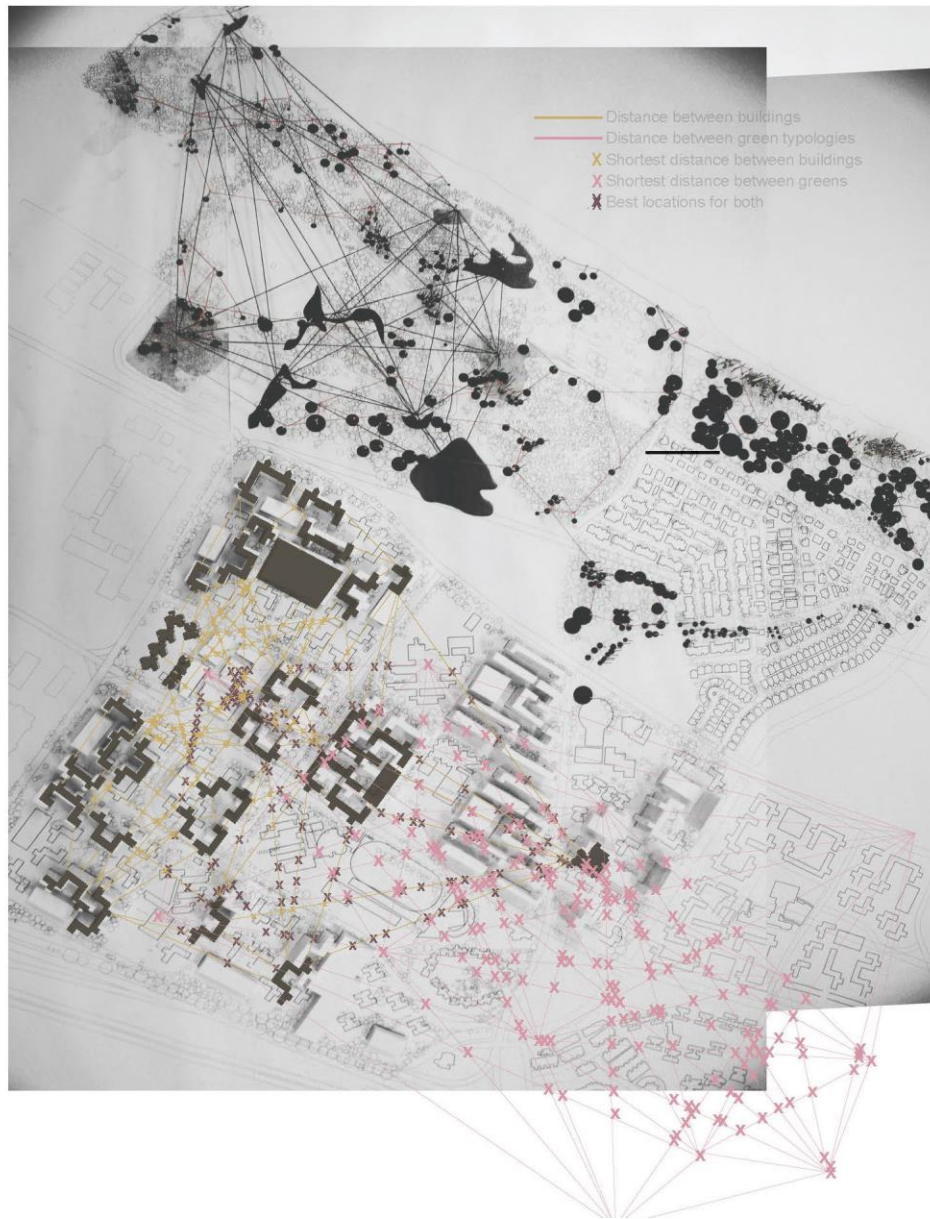 Distance between buildings
Distance between green typologies
X Shortest distance between buildings
X Shortest distance between greens
X Best locations for both